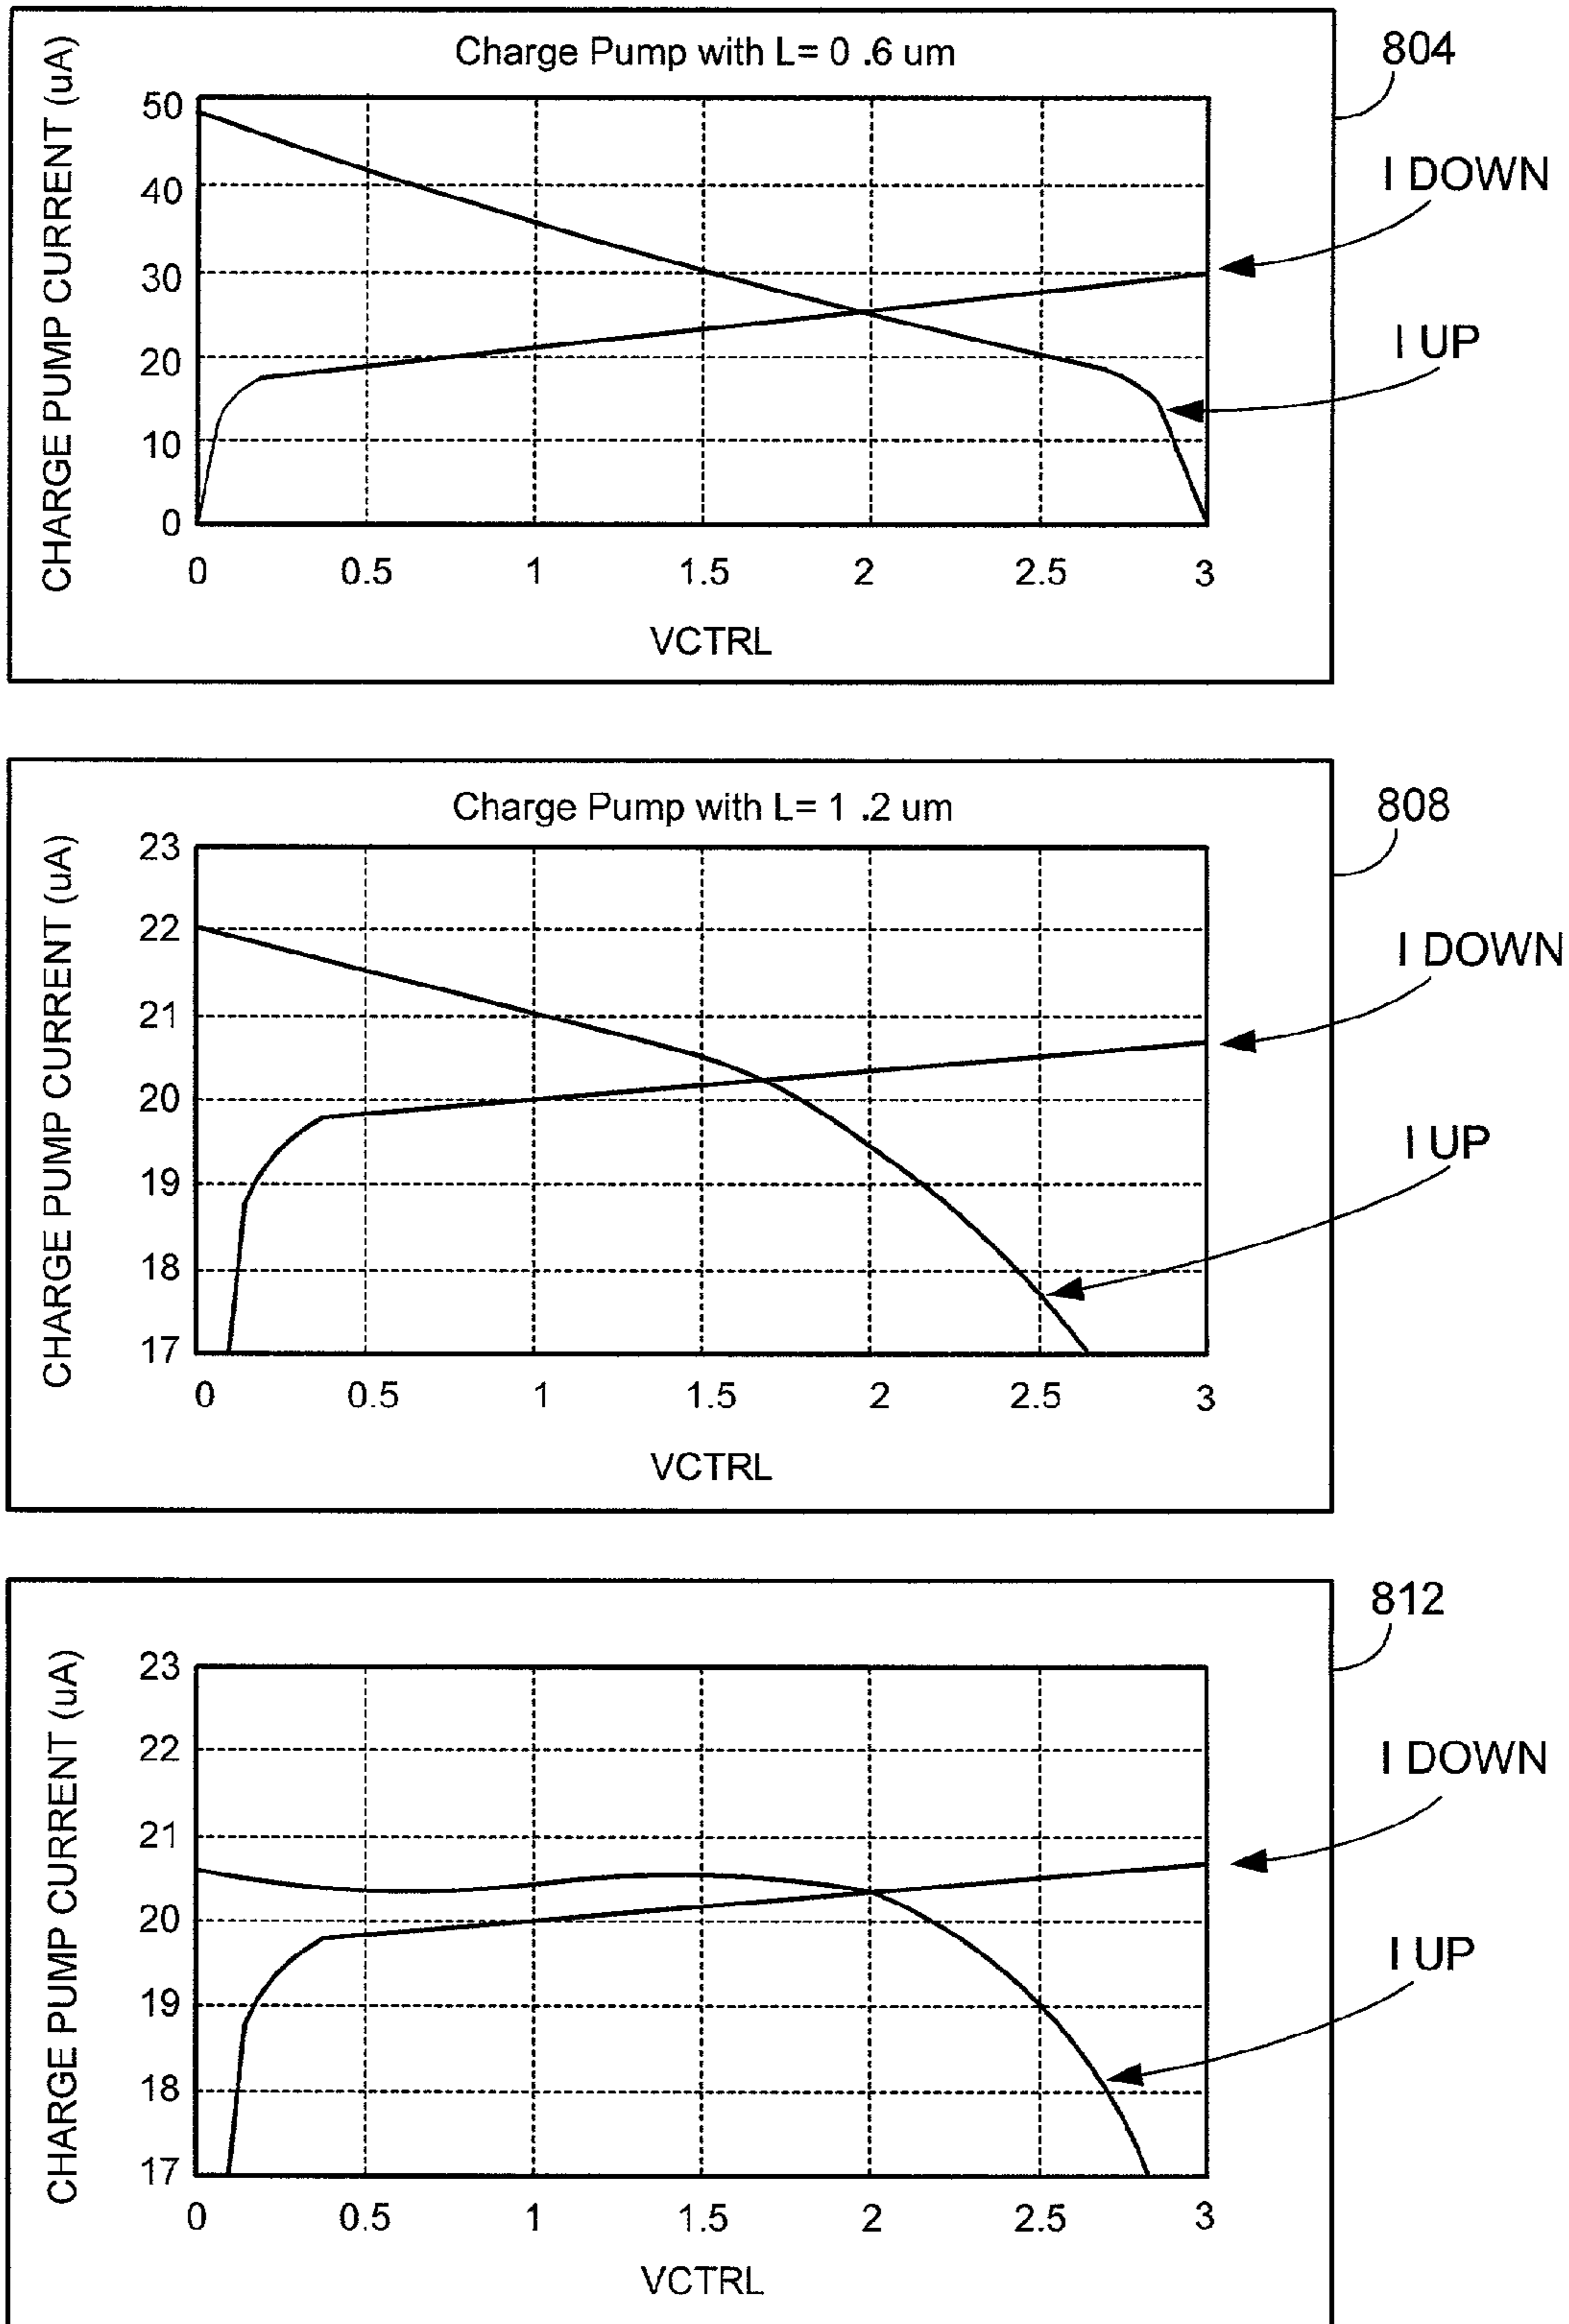 Charge Pump with L= 0 .6 um
804
CHARGE PUMP CURRENT (uA)
50
40
30
20
10
0
I DOWN
I UP
0 0.5 1 1.5 2 2.5 3
VCTRL
Charge Pump with L= 1 .2 um
808
CHARGE PUMP CURRENT (uA)
23
22
21
20
19
18
17
I DOWN
I UP
0 0.5 1 1.5 2 2.5 3
VCTRL
812
CHARGE PUMP CURRENT (uA)
23
22
21
20
19
18
17
I DOWN
I UP
0 0.5 1 1.5 2 2.5 3
VCTRL